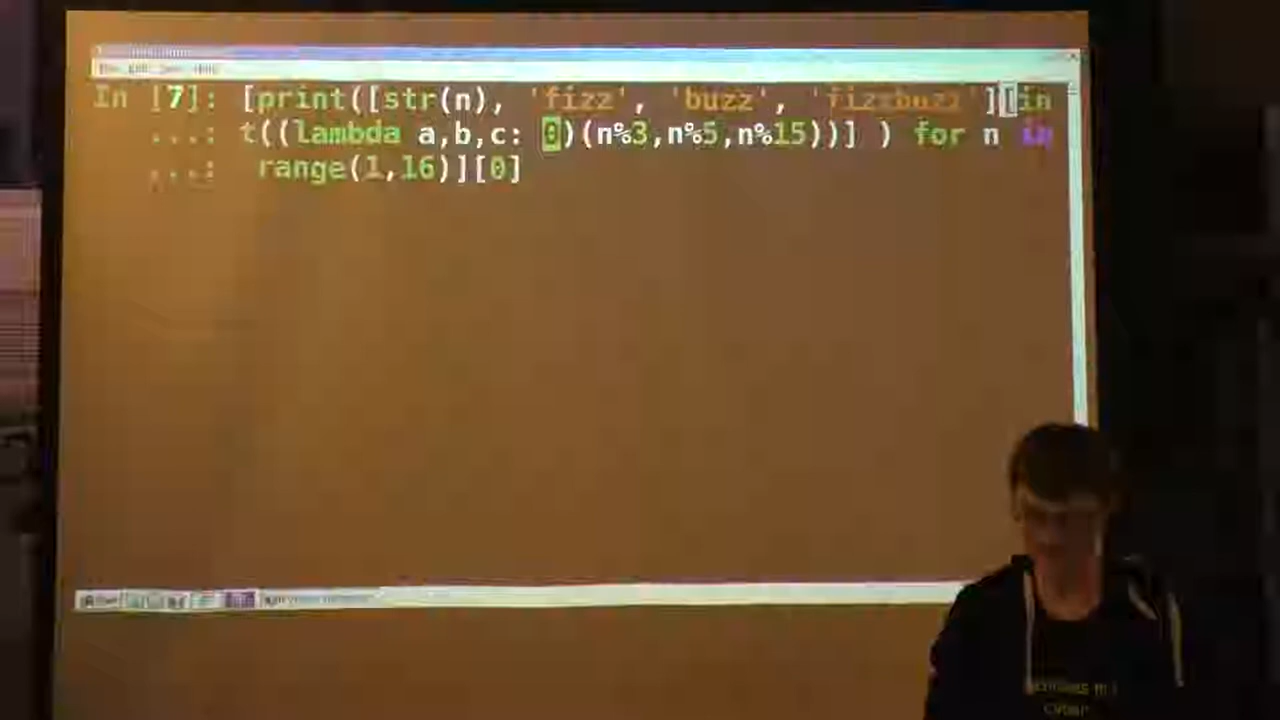 In [7]: [print([str(n), 'fizz', 'buzz', 'fizzbuzz'][in
...: t((lambda a,b,c: 0)(n%3,n%5,n%15))] ) for n in
...: range(1,16)][0]